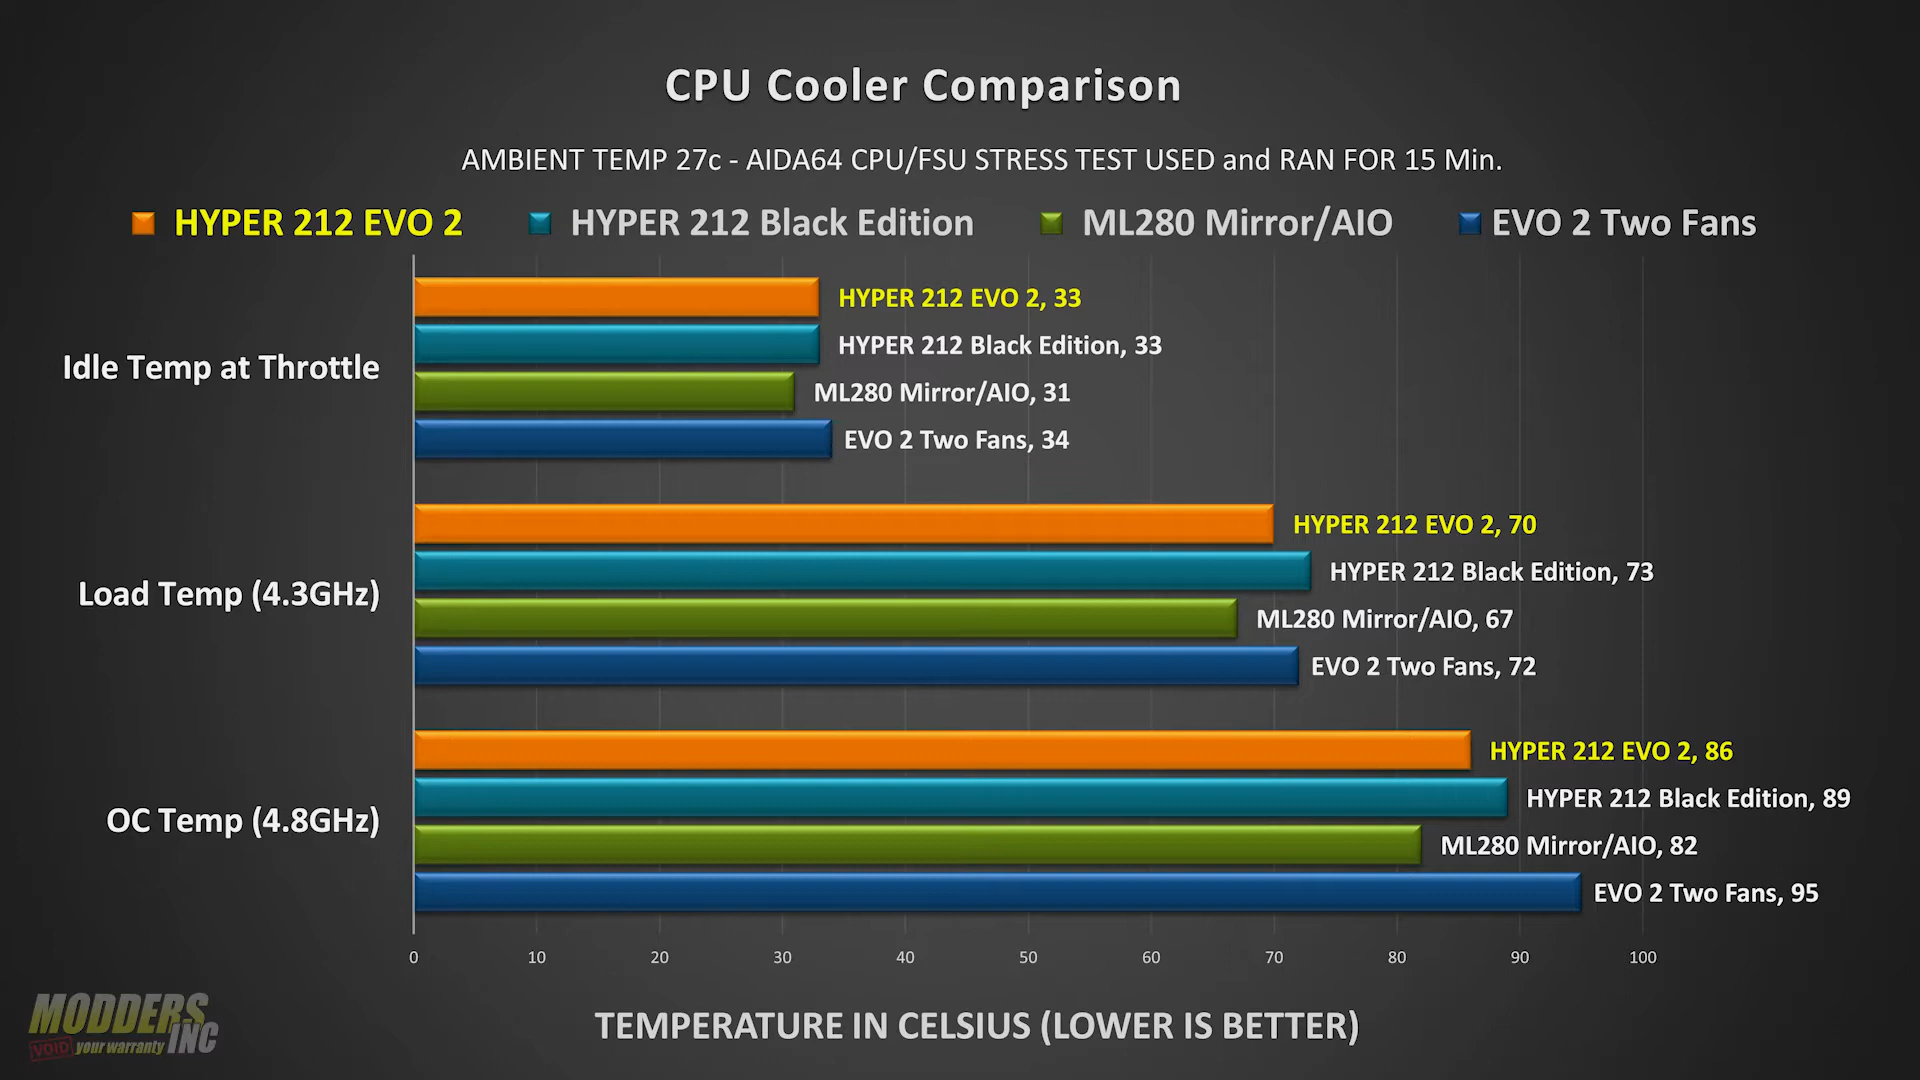 CPU Cooler Comparison
AMBIENT TEMP 27c - AIDA64 CPU/FSU STRESS TEST USED and RAN FOR 15 Min.
HYPER 212 EVO 2 HYPER 212 Black Edition ML280 Mirror/AIO EVO 2 Two Fans
Idle Temp at Throttle
HYPER 212 EVO 2, 33
HYPER 212 Black Edition, 33
ML280 Mirror/AIO, 31
EVO 2 Two Fans, 34
Load Temp (4.3GHz)
HYPER 212 EVO 2, 70
HYPER 212 Black Edition, 73
ML280 Mirror/AIO, 67
EVO 2 Two Fans, 72
OC Temp (4.8GHz)
HYPER 212 EVO 2, 86
HYPER 212 Black Edition, 89
ML280 Mirror/AIO, 82
EVO 2 Two Fans, 95
0 10 20 30 40 50 60 70 80 90 100
TEMPERATURE IN CELSIUS (LOWER IS BETTER)
MODDERS
INC
VOID your warranty